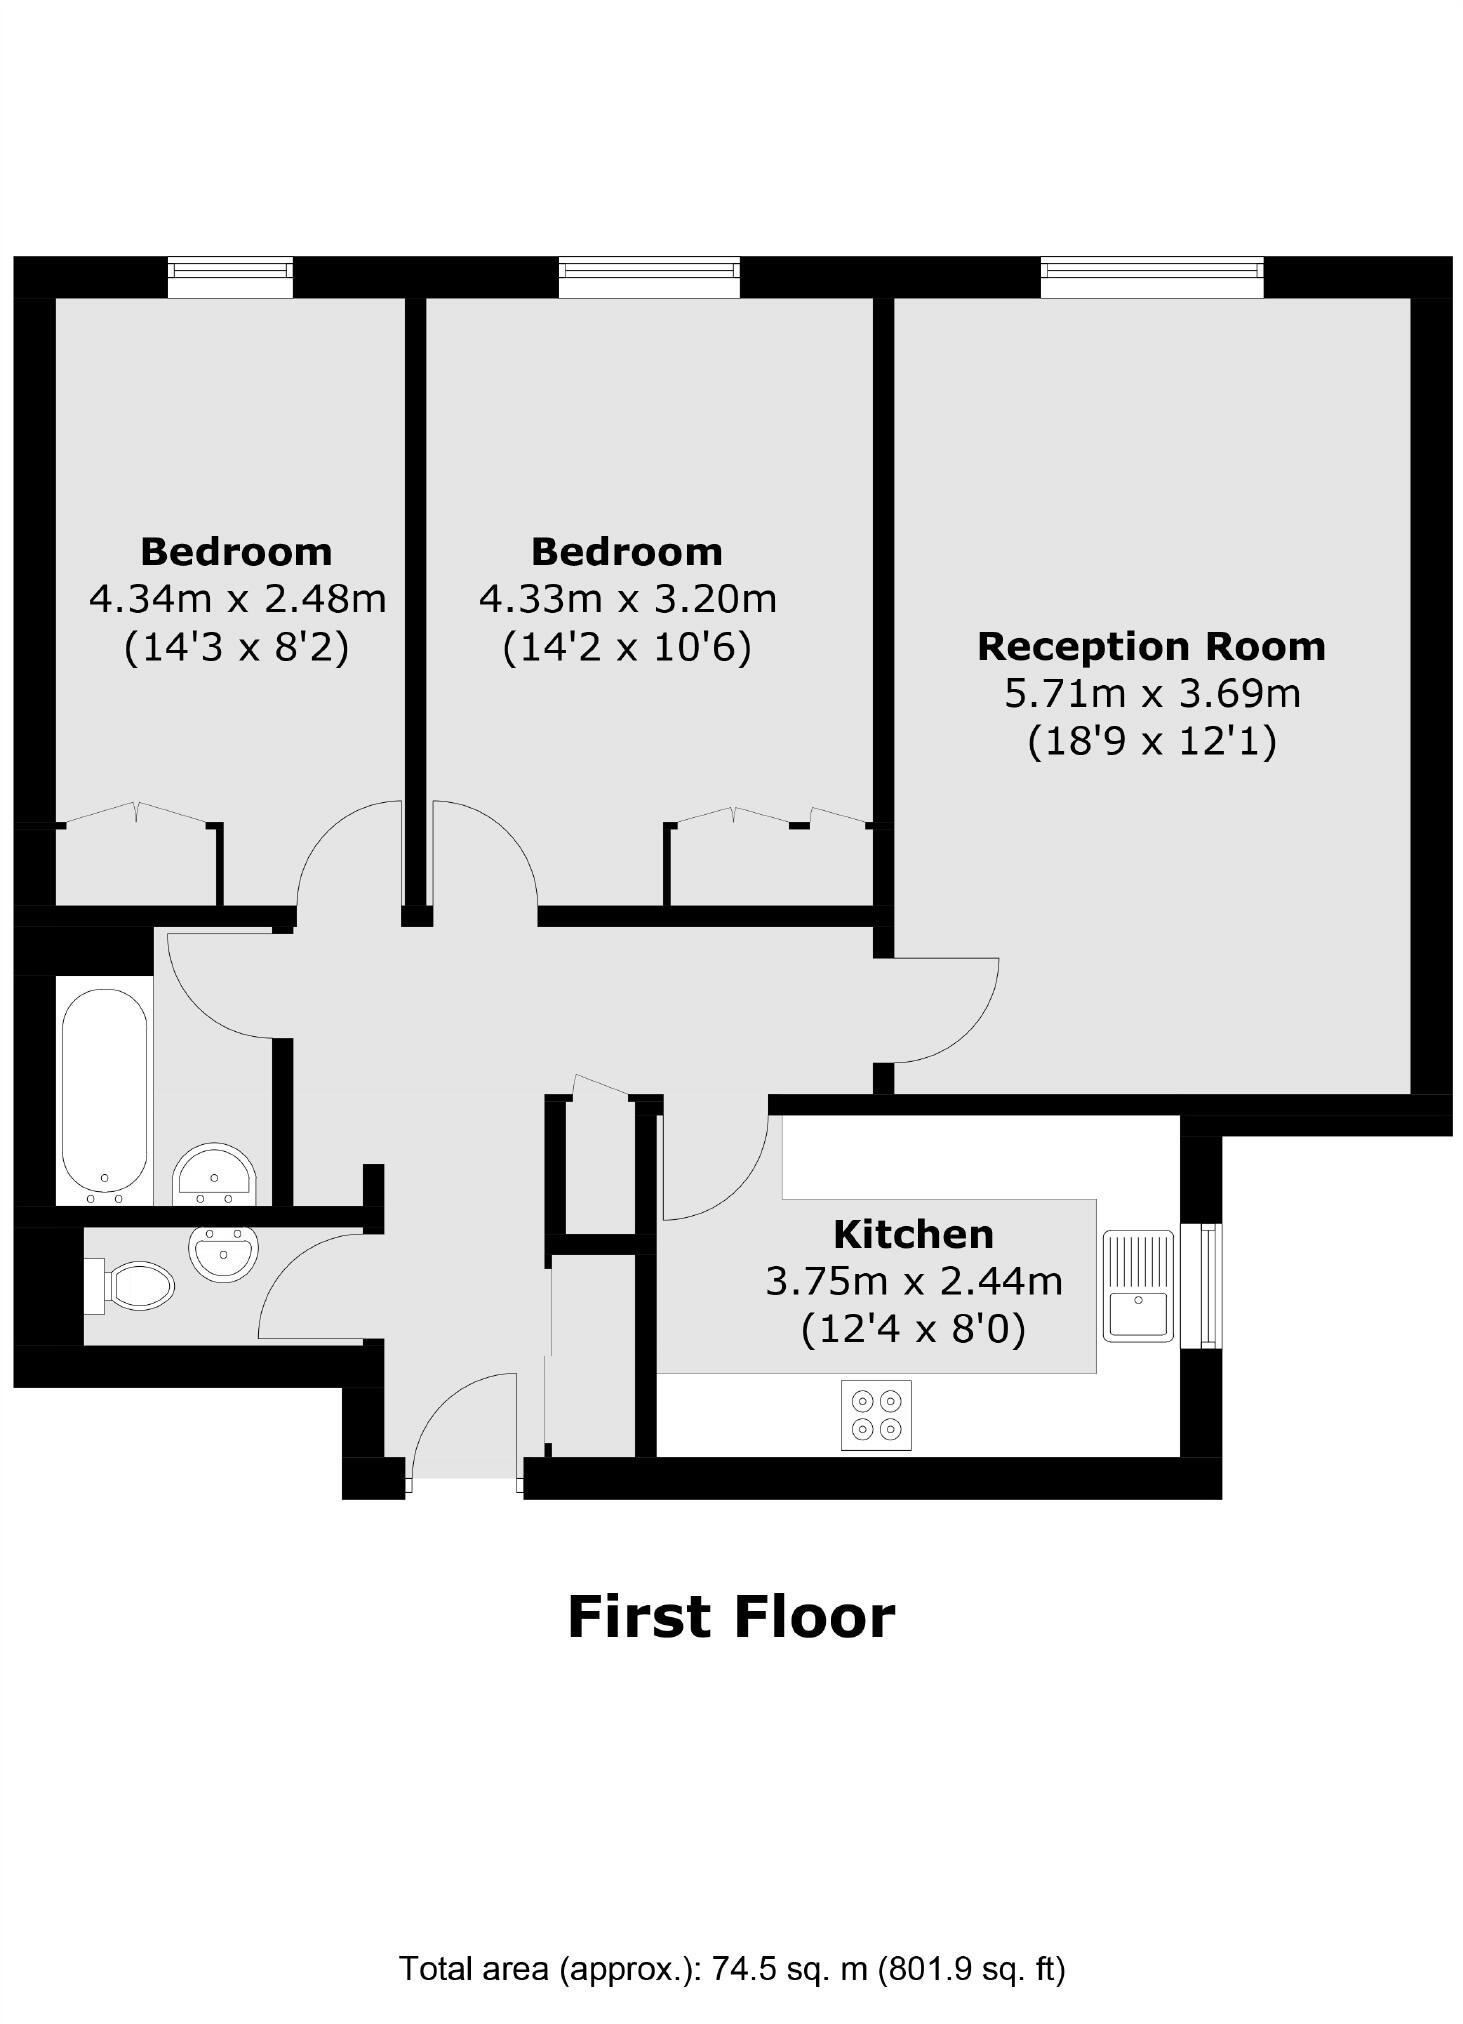 Bedroom
4.34m x 2.48m
(14'3 x 8'2)
Bedroom
4.33m x 3.20m
(14'2 x 10'6)
Reception Room
5.71m x 3.69m
(18'9 x 12'1)
Kitchen
3.75m x 2.44m
(12'4 x 8'0)
First Floor
Total area (approx.): 74.5 sq. m (801.9 sq. ft)